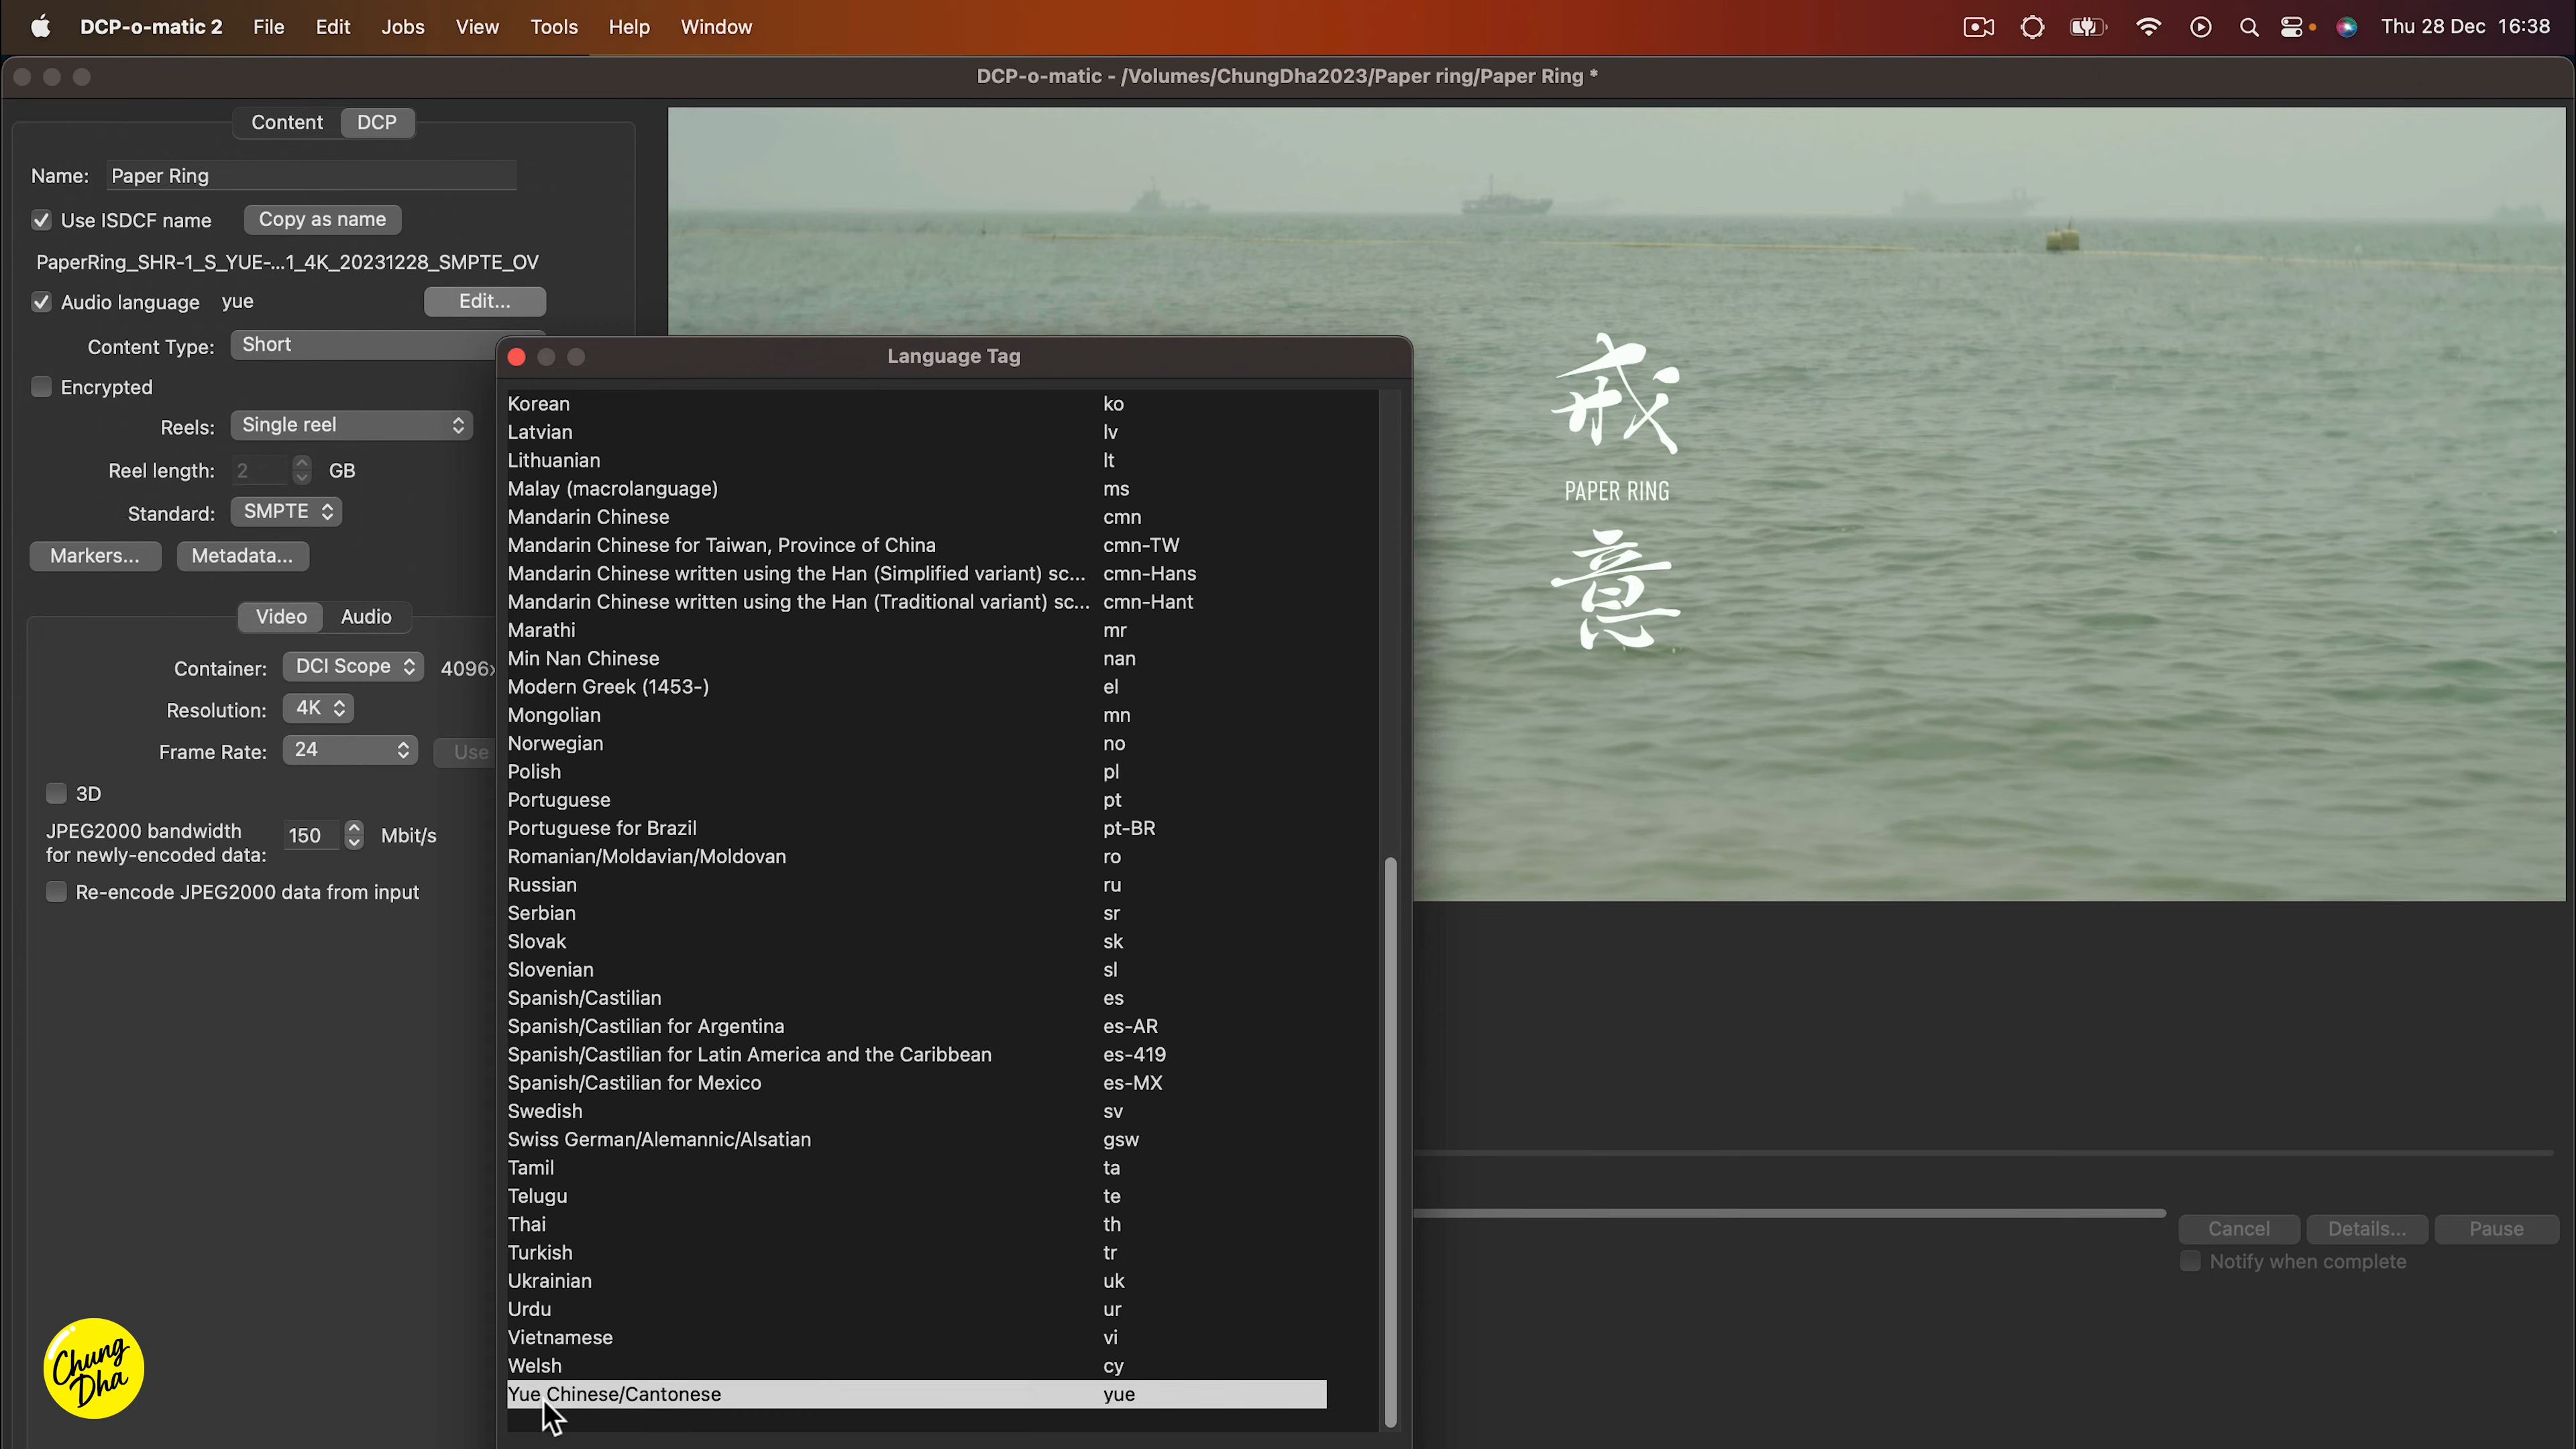 DCP-o-matic 2 File Edit Jobs View Tools Help Window Thu 28 Dec 16:38
DCP-o-matic - /Volumes/ChungDha2023/Paper ring/Paper Ring *
Content DCP
Name: Paper Ring
Use ISDCF name Copy as name
PaperRing_SHR-1_S_YUE-...1_4K_20231228_SMPTE_OV
Audio language yue Edit...
Content Type: Short
Encrypted
Reels: Single reel
Reel length: 2 GB
Standard: SMPTE
Markers... Metadata...
Video Audio
Container: DCI Scope 4096x
Resolution: 4K
Frame Rate: 24 Use
3D
JPEG2000 bandwidth
for newly-encoded data: 150 Mbit/s
Re-encode JPEG2000 data from input
Language Tag
Korean ko
Latvian lv
Lithuanian lt
Malay (macrolanguage) ms
Mandarin Chinese cmn
Mandarin Chinese for Taiwan, Province of China cmn-TW
Mandarin Chinese written using the Han (Simplified variant) sc... cmn-Hans
Mandarin Chinese written using the Han (Traditional variant) sc... cmn-Hant
Marathi mr
Min Nan Chinese nan
Modern Greek (1453-) el
Mongolian mn
Norwegian no
Polish pl
Portuguese pt
Portuguese for Brazil pt-BR
Romanian/Moldavian/Moldovan ro
Russian ru
Serbian sr
Slovak sk
Slovenian sl
Spanish/Castilian es
Spanish/Castilian for Argentina es-AR
Spanish/Castilian for Latin America and the Caribbean es-419
Spanish/Castilian for Mexico es-MX
Swedish sv
Swiss German/Alemannic/Alsatian gsw
Tamil ta
Telugu te
Thai th
Turkish tr
Ukrainian uk
Urdu ur
Vietnamese vi
Welsh cy
Yue Chinese/Cantonese yue
戒
PAPER RING
意
Cancel Details... Pause
Notify when complete
Chung
Dha